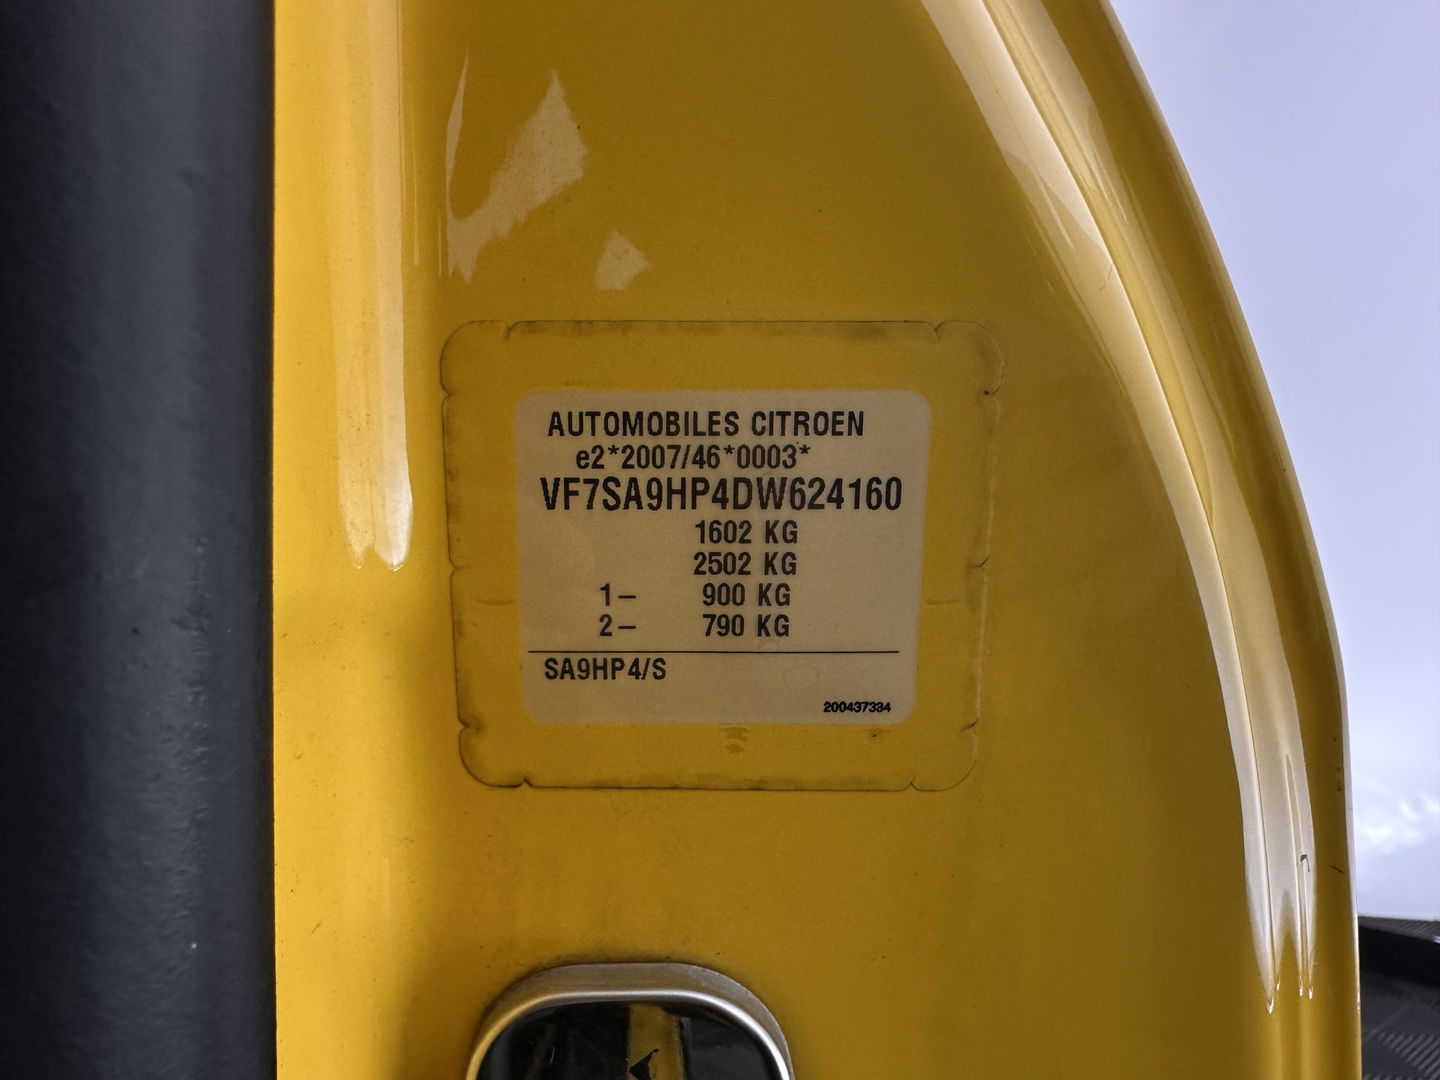 AUTOMOBILES CITROEN
e2*2007/46*0003*
VF7SA9HP4DW624160
1602 KG
2502 KG
1– 900 KG
2– 790 KG
SA9HP4/S
200437334